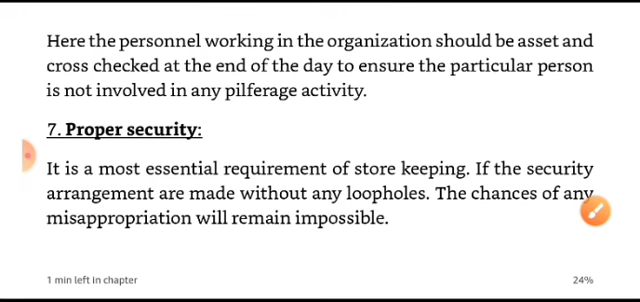 Here the personnel working in the organization should be asset and
cross checked at the end of the day to ensure the particular person
is not involved in any pilferage activity.
7. Proper security:
It is a most essential requirement of store keeping. If the security
arrangement are made without any loopholes. The chances of any
misappropriation will remain impossible.
1 min left in chapter
24%